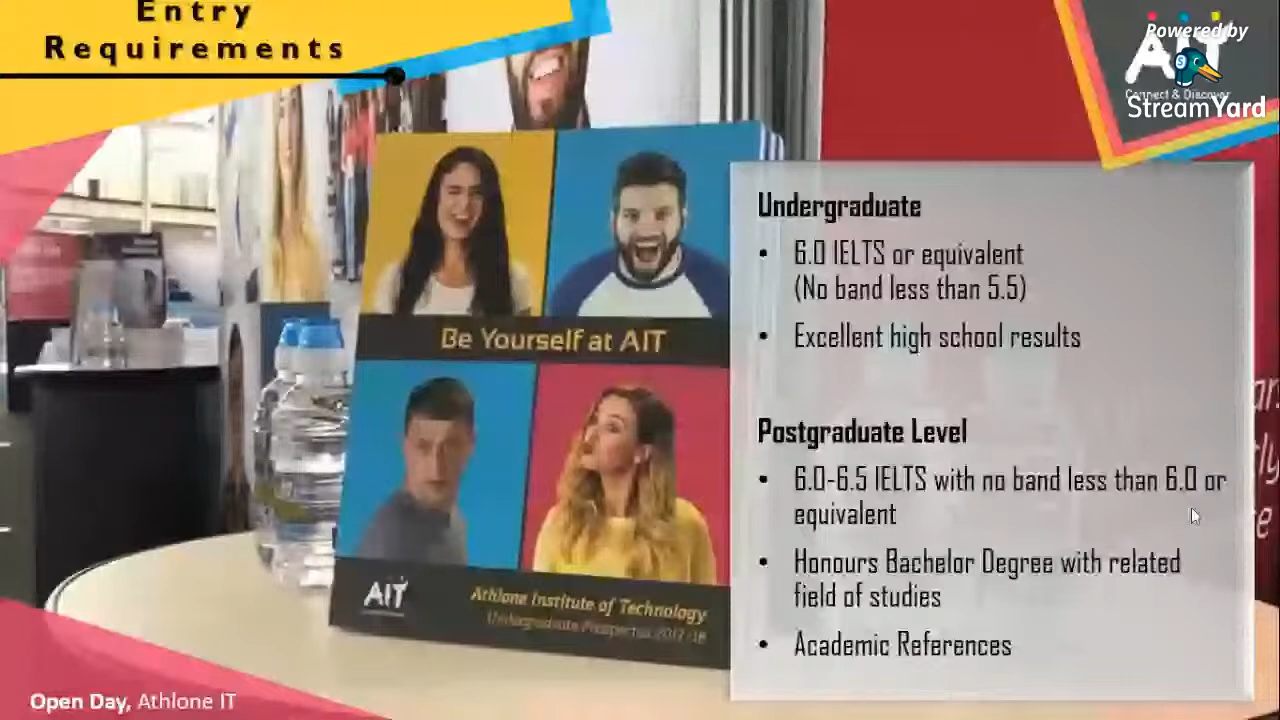 Entry
Requirements
Powered by
AIT
Connect & Discover
StreamYard
Undergraduate
• 6.0 IELTS or equivalent
(No band less than 5.5)
• Excellent high school results
Postgraduate Level
• 6.0-6.5 IELTS with no band less than 6.0 or
equivalent
• Honours Bachelor Degree with related
field of studies
• Academic References
Be Yourself at AIT
AIT
Athlone Institute of Technology
Undergraduate Prospectus 2017-18
Open Day, Athlone IT